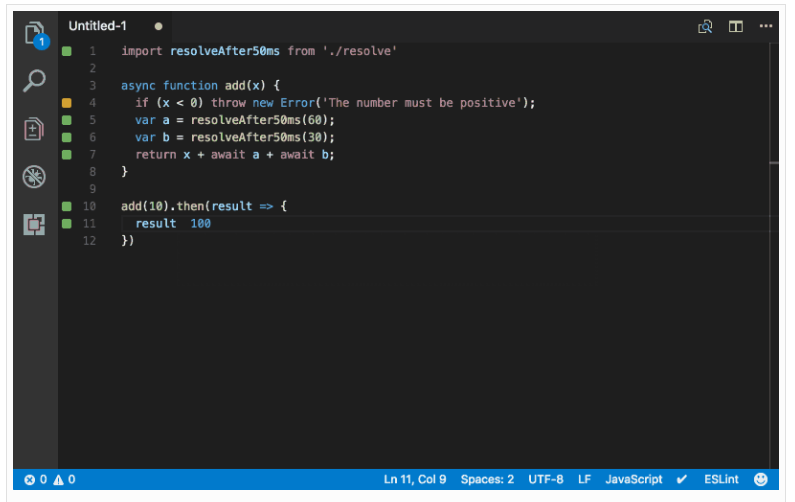 Untitled-1
1
1 import resolveAfter50ms from './resolve'
2
3 async function add(x) {
4 if (x < 0) throw new Error('The number must be positive');
5 var a = resolveAfter50ms(60);
6 var b = resolveAfter50ms(30);
7 return x + await a + await b;
8 }
9
10 add(10).then(result => {
11 result 100
12 })
0 0 Ln 11, Col 9 Spaces: 2 UTF-8 LF JavaScript ESLint